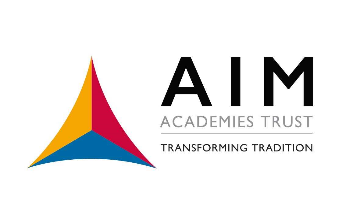 AIM
ACADEMIES TRUST
TRANSFORMING TRADITION